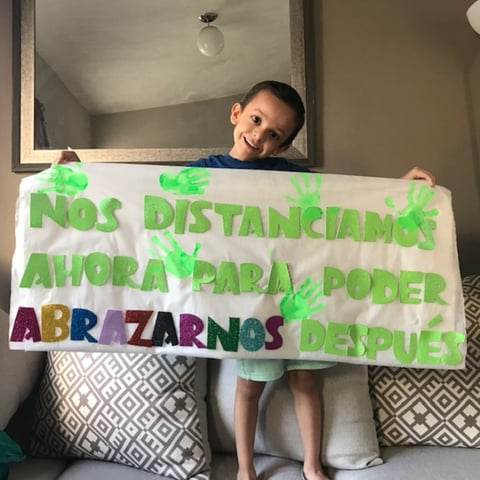 NOS DISTANCIAMOS
AHORA PARA PODER
ABRAZARNOS DESPUÉS